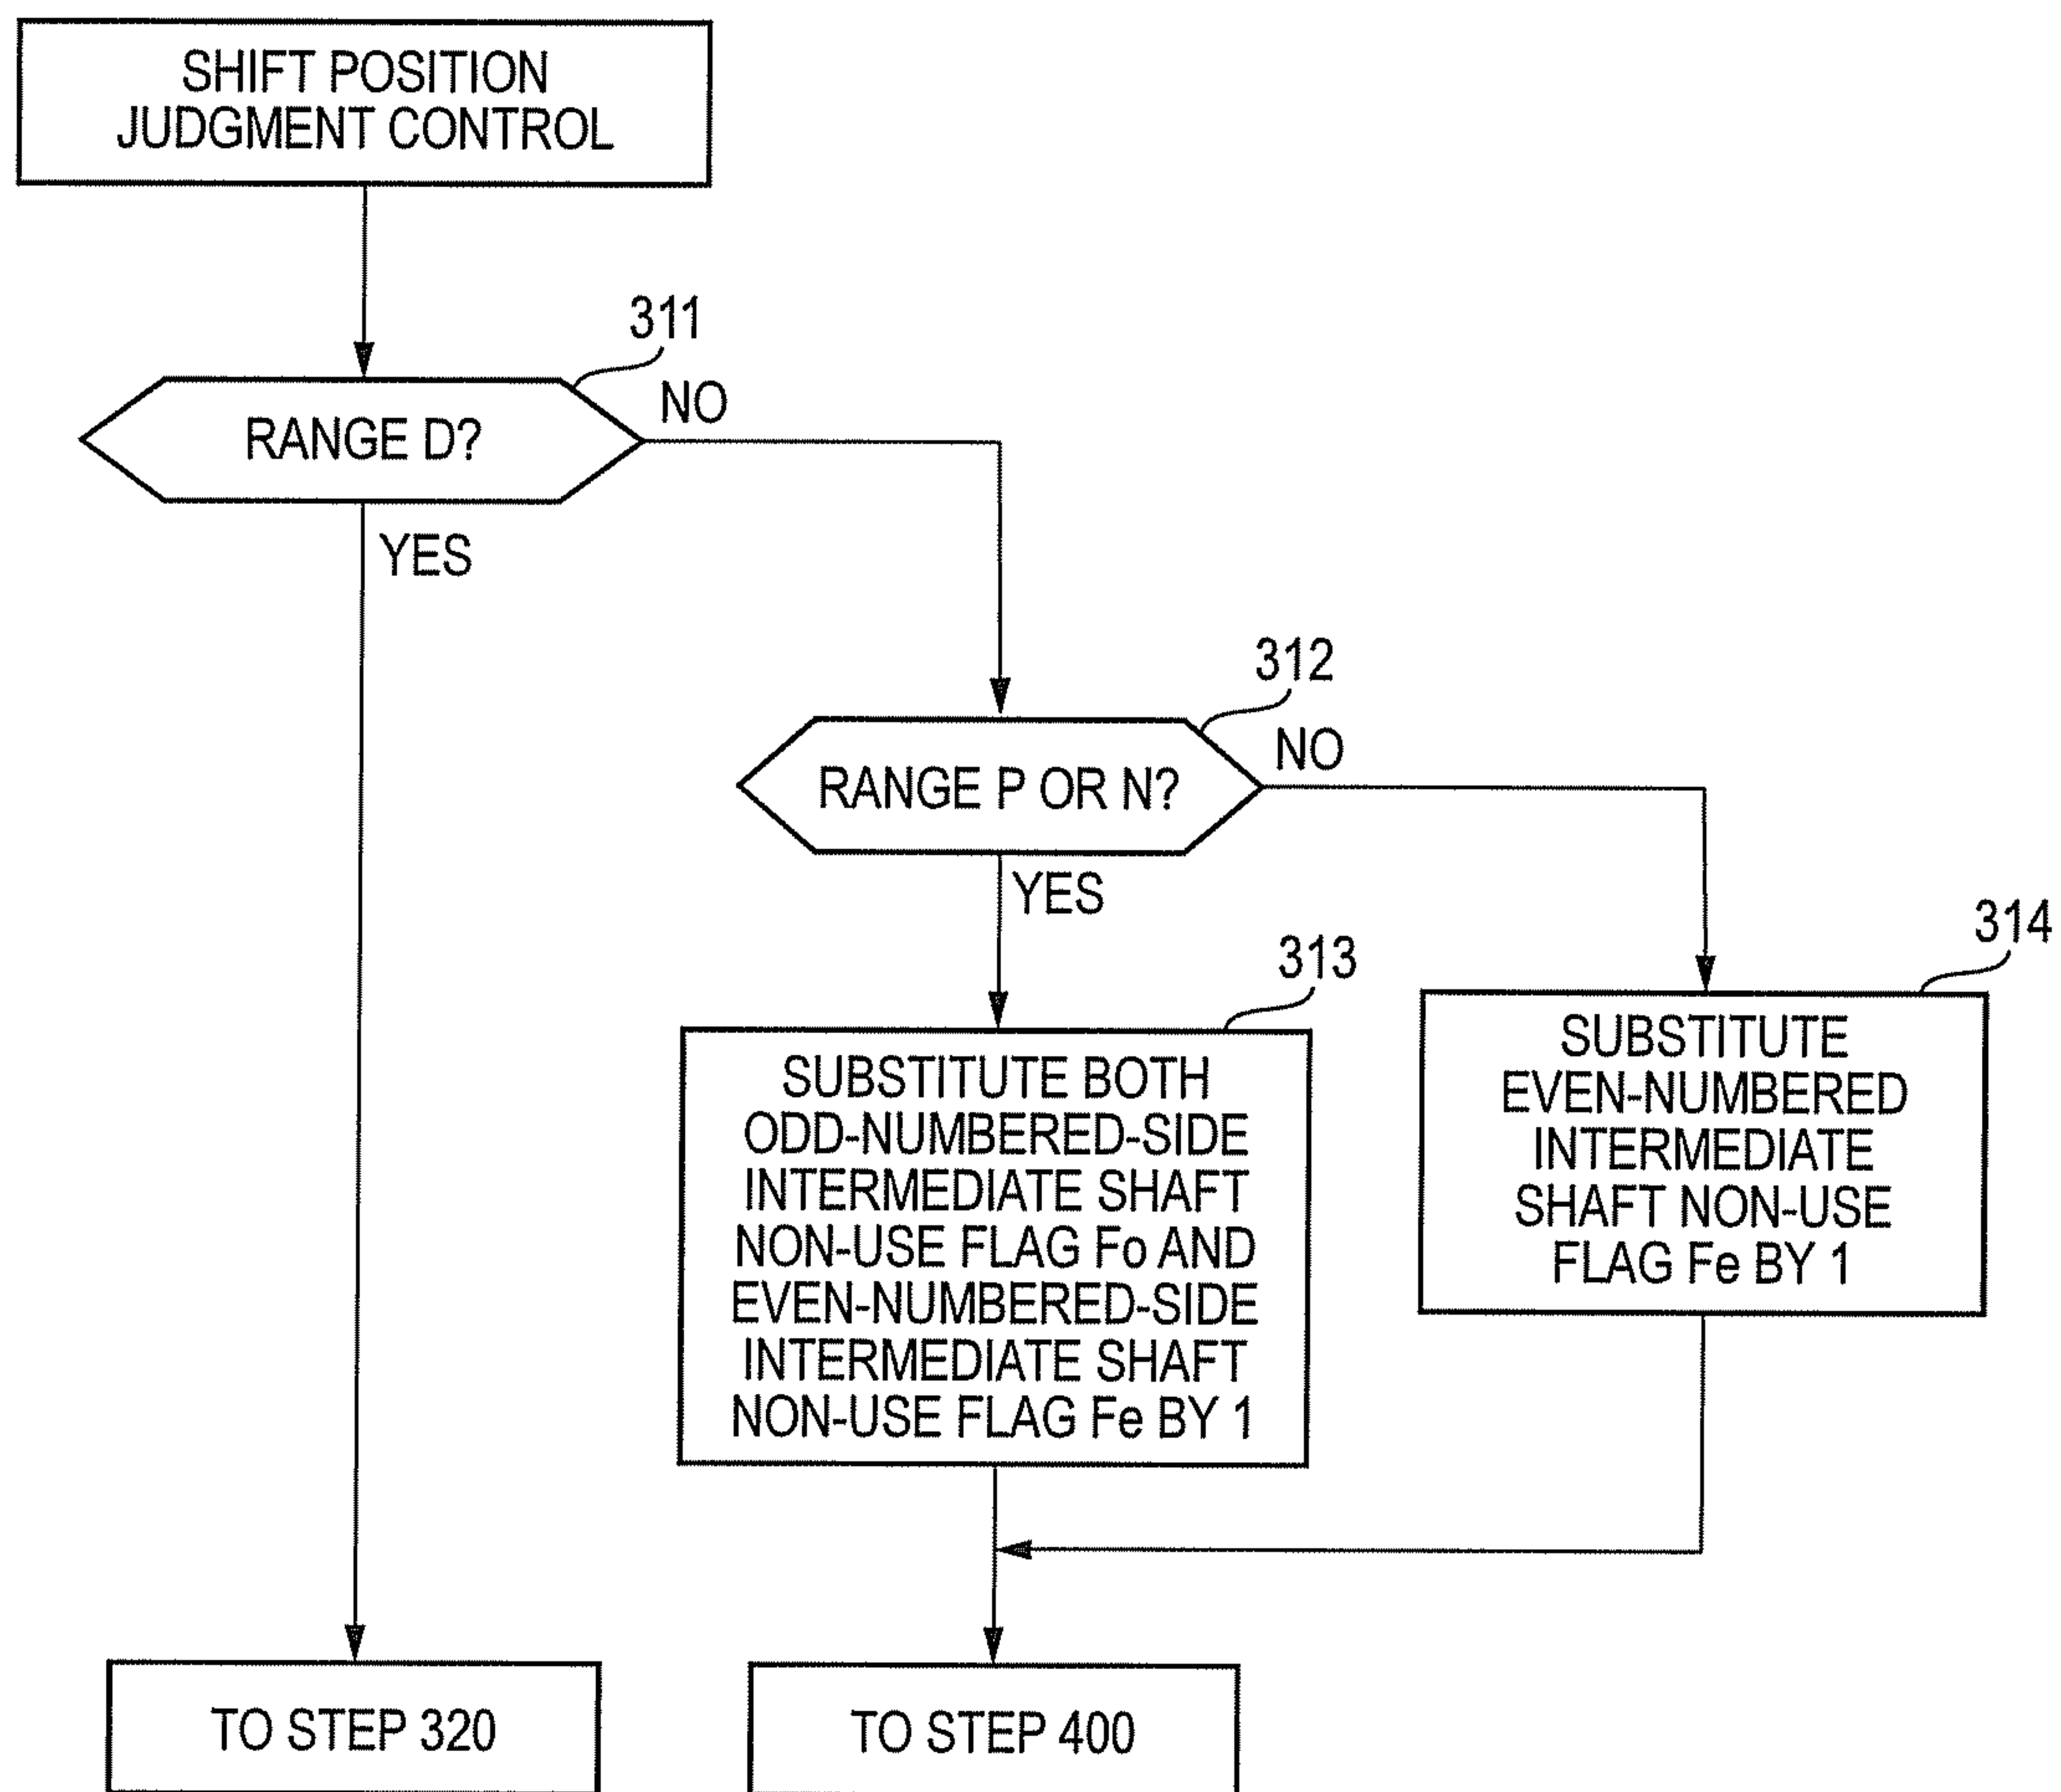 SHIFT POSITION
JUDGMENT CONTROL
311
RANGE D?
NO
YES
312
RANGE P OR N?
NO
YES
313
SUBSTITUTE BOTH
ODD-NUMBERED-SIDE
INTERMEDIATE SHAFT
NON-USE FLAG Fo AND
EVEN-NUMBERED-SIDE
INTERMEDIATE SHAFT
NON-USE FLAG Fe BY 1
314
SUBSTITUTE
EVEN-NUMBERED
INTERMEDIATE
SHAFT NON-USE
FLAG Fe BY 1
TO STEP 320
TO STEP 400